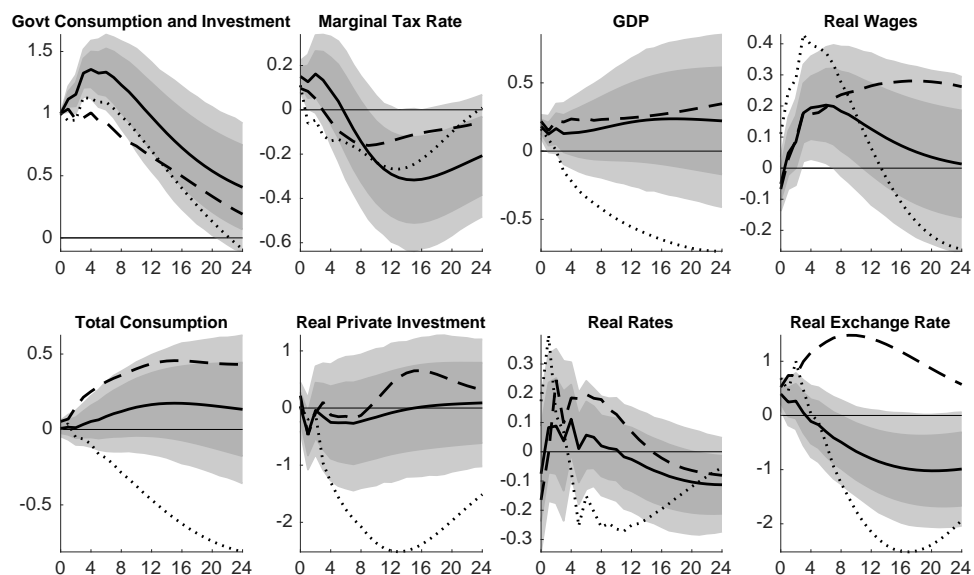 Govt Consumption and Investment
1.5
1
0.5
0
0 4 8 12 16 20 24
Marginal Tax Rate
0.2
0
-0.2
-0.4
-0.6
0 4 8 12 16 20 24
GDP
0.5
0
-0.5
0 4 8 12 16 20 24
Real Wages
0.4
0.3
0.2
0.1
0
-0.1
-0.2
0 4 8 12 16 20 24
Total Consumption
0.5
0
-0.5
0 4 8 12 16 20 24
Real Private Investment
1
0
-1
-2
0 4 8 12 16 20 24
Real Rates
0.3
0.2
0.1
0
-0.1
-0.2
-0.3
0 4 8 12 16 20 24
Real Exchange Rate
1
0
-1
-2
0 4 8 12 16 20 24